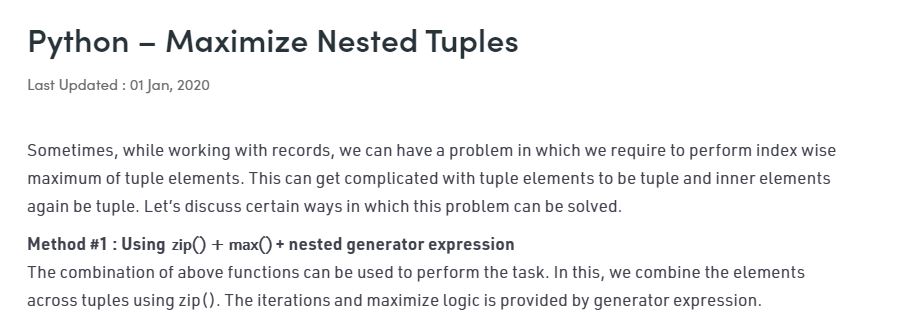 Python – Maximize Nested Tuples
Last Updated : 01 Jan, 2020
Sometimes, while working with records, we can have a problem in which we require to perform index wise
maximum of tuple elements. This can get complicated with tuple elements to be tuple and inner elements
again be tuple. Let’s discuss certain ways in which this problem can be solved.
Method #1 : Using zip() + max() + nested generator expression
The combination of above functions can be used to perform the task. In this, we combine the elements
across tuples using zip(). The iterations and maximize logic is provided by generator expression.